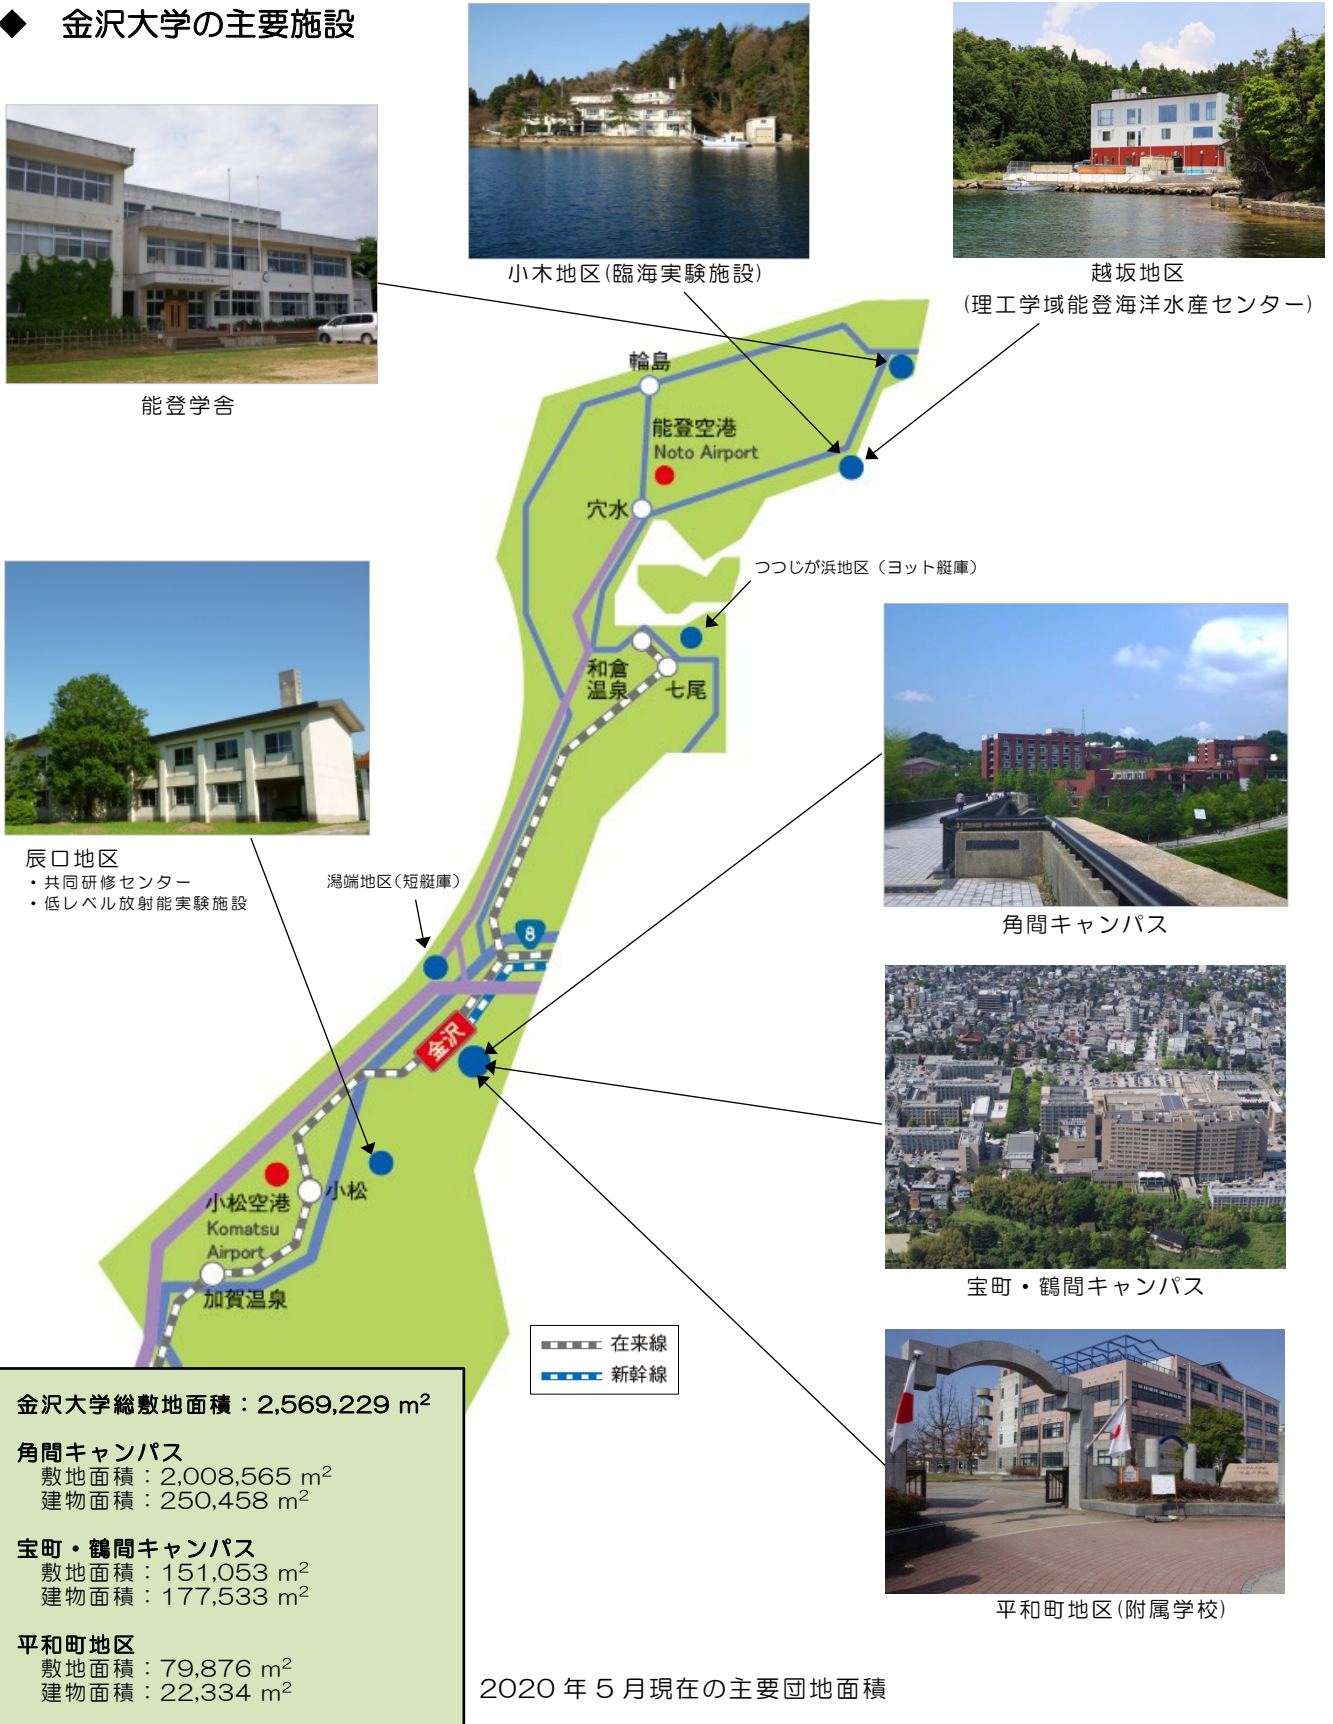 ◆ 金沢大学の主要施設
小木地区(臨海実験施設)
越坂地区
(理工学域能登海洋水産センター)
能登学舎
輪島
能登空港
Noto Airport
穴水
つつじが浜地区（ヨット艇庫）
和倉
温泉
七尾
辰口地区
・共同研修センター
・低レベル放射能実験施設
潟端地区(短艇庫)
8
角間キャンパス
金沢
小松空港
Komatsu
Airport
小松
加賀温泉
宝町・鶴間キャンパス
在来線
新幹線
平和町地区(附属学校)
金沢大学総敷地面積：2,569,229 m²
角間キャンパス
敷地面積：2,008,565 m²
建物面積：250,458 m²
宝町・鶴間キャンパス
敷地面積：151,053 m²
建物面積：177,533 m²
平和町地区
敷地面積：79,876 m²
建物面積：22,334 m²
2020 年 5 月現在の主要団地面積